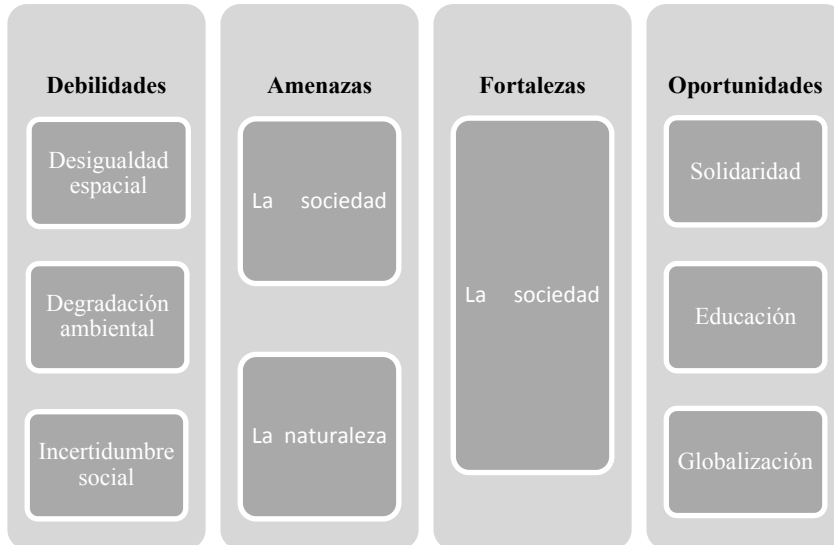 Debilidades
Desigualdad
espacial
Degradación
ambiental
Incertidumbre
social
Amenazas
La sociedad
La naturaleza
Fortalezas
La sociedad
Oportunidades
Solidaridad
Educación
Globalización